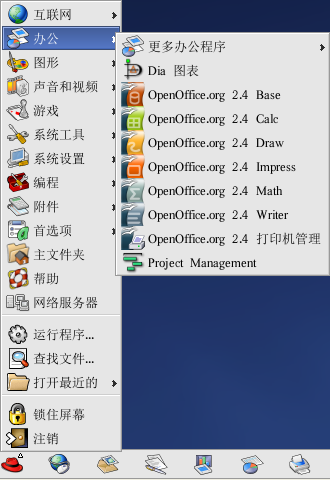 互联网
办公
图形
声音和视频
游戏
系统工具
系统设置
编程
附件
首选项
主文件夹
帮助
网络服务器
运行程序...
查找文件...
打开最近的
锁住屏幕
注销
更多办公程序
Dia 图表
OpenOffice.org 2.4 Base
OpenOffice.org 2.4 Calc
OpenOffice.org 2.4 Draw
OpenOffice.org 2.4 Impress
OpenOffice.org 2.4 Math
OpenOffice.org 2.4 Writer
OpenOffice.org 2.4 打印机管理
Project Management